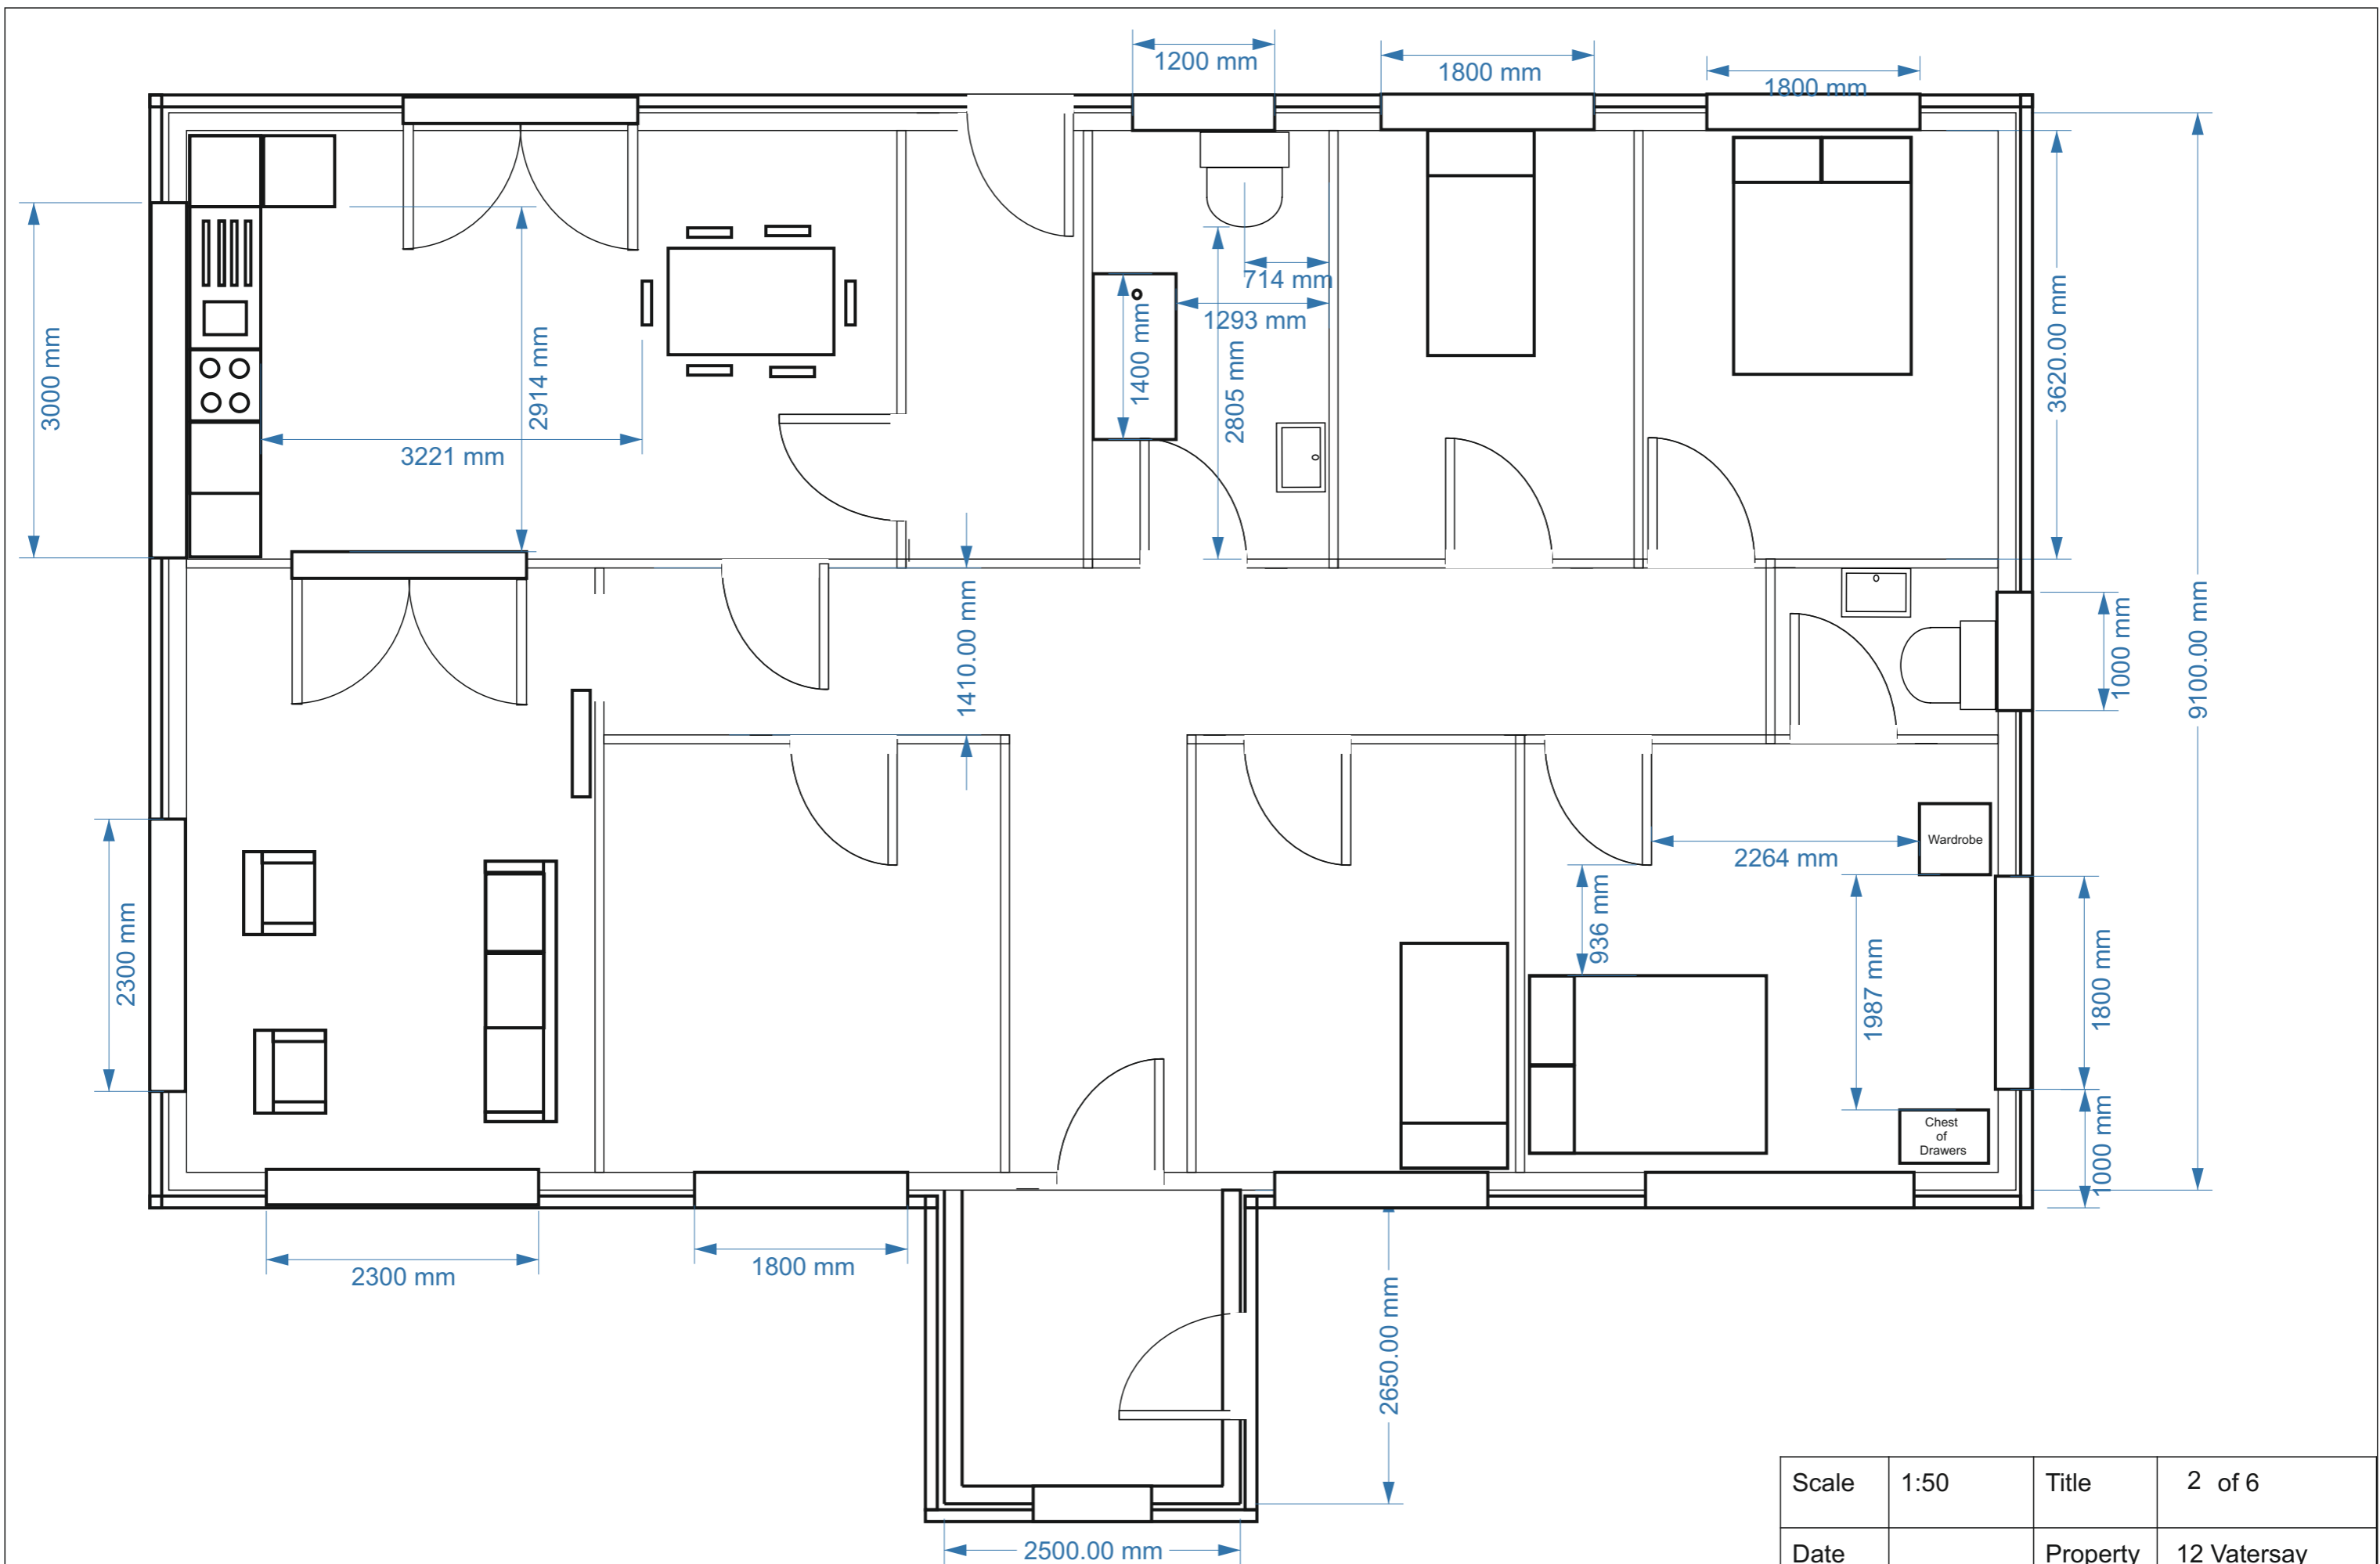 1200 mm
1800 mm
1800 mm
3000 mm
2914 mm
3221 mm
714 mm
1293 mm
1400 mm
2805 mm
3620.00 mm
9100.00 mm
1410.00 mm
1000 mm
2300 mm
2264 mm
Wardrobe
936 mm
1987 mm
1800 mm
Chest
of
Drawers
1000 mm
2300 mm
1800 mm
2650.00 mm
2500.00 mm
Scale 1:50 Title 2 of 6
Date Property 12 Vatersay